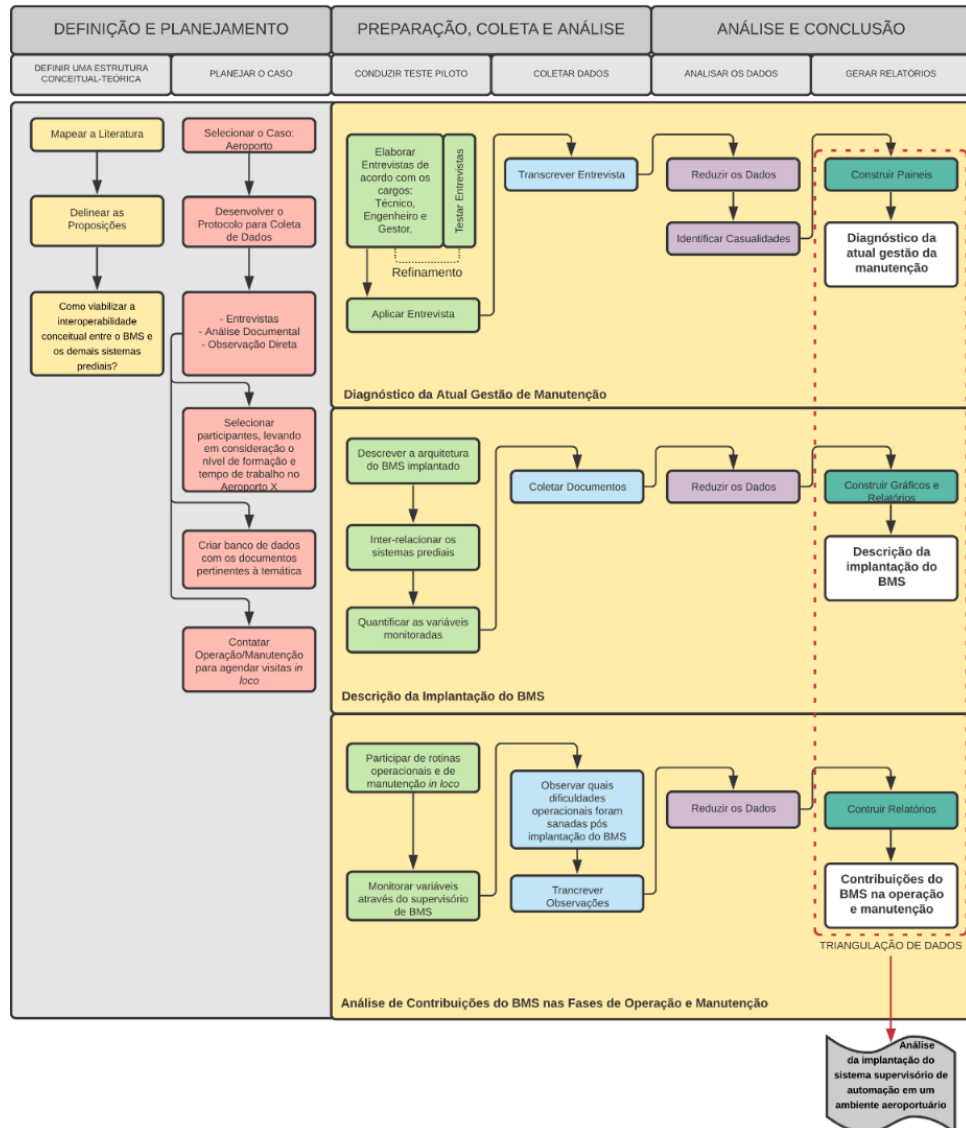 DEFINIÇÃO E PLANEJAMENTO
PREPARAÇÃO, COLETA E ANÁLISE
ANÁLISE E CONCLUSÃO
DEFINIR UMA ESTRUTURA
CONCEITUAL-TEÓRICA
PLANEJAR O CASO
CONDUZIR TESTE PILOTO
COLETAR DADOS
ANALISAR OS DADOS
GERAR RELATÓRIOS
Mapear a Literatura
Delinear as
Proposições
Como viabilizar a
interoperabilidade
conceitual entre o BMS e
os demais sistemas
prediais?
Selecionar o Caso:
Aeroporto
Desenvolver o
Protocolo para Coleta
de Dados
- Entrevistas
- Análise Documental
- Observação Direta
Selecionar
participantes, levando
em consideração o
nível de formação e
tempo de trabalho no
Aeroporto X
Criar banco de dados
com os documentos
pertinentes à temática
Contatar
Operação/Manutenção
para agendar visitas in
loco
Elaborar
Entrevistas de
acordo com os
cargos:
Técnico,
Engenheiro e
Gestor.
Testar Entrevistas
Refinamento
Aplicar Entrevista
Transcrever Entrevista
Reduzir os Dados
Identificar Casualidades
Construir Paineis
Diagnóstico da
atual gestão da
manutenção
Diagnóstico da Atual Gestão de Manutenção
Descrever a arquitetura
do BMS implantado
Inter-relacionar os
sistemas prediais
Quantificar as variáveis
monitoradas
Coletar Documentos
Reduzir os Dados
Construir Gráficos e
Relatórios
Descrição da
implantação do
BMS
Descrição da Implantação do BMS
Participar de rotinas
operacionais e de
manutenção in loco
Monitorar variáveis
através do supervisório
de BMS
Observar quais
dificuldades
operacionais foram
sanadas pós
implantação do BMS
Trancrever
Observações
Reduzir os Dados
Contruir Relatórios
Contribuições do
BMS na operação
e manutenção
TRIANGULAÇÃO DE DADOS
Análise de Contribuições do BMS nas Fases de Operação e Manutenção
Análise
da implantação do
sistema supervisório de
automação em um
ambiente aeroportuário